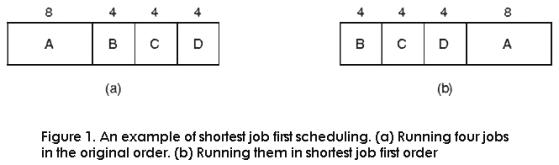 8 4 4 4
A B C D
(a)
4 4 4 8
B C D A
(b)
Figure 1. An example of shortest job first scheduling. (a) Running four jobs
in the original order. (b) Running them in shortest job first order